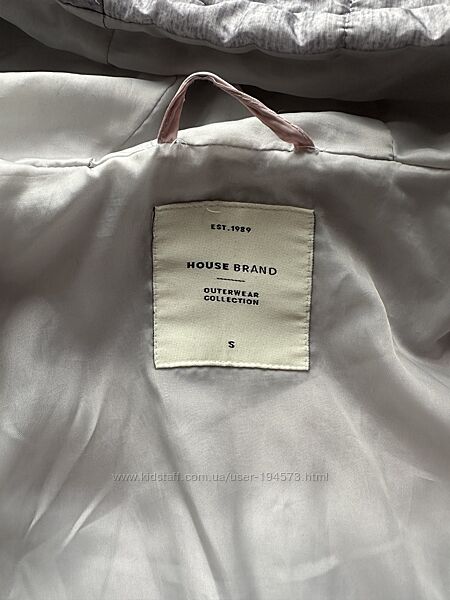 EST.1989
HOUSE BRAND
OUTERWEAR
COLLECTION
S
www.kidstaff.com.ua/user-194573.html